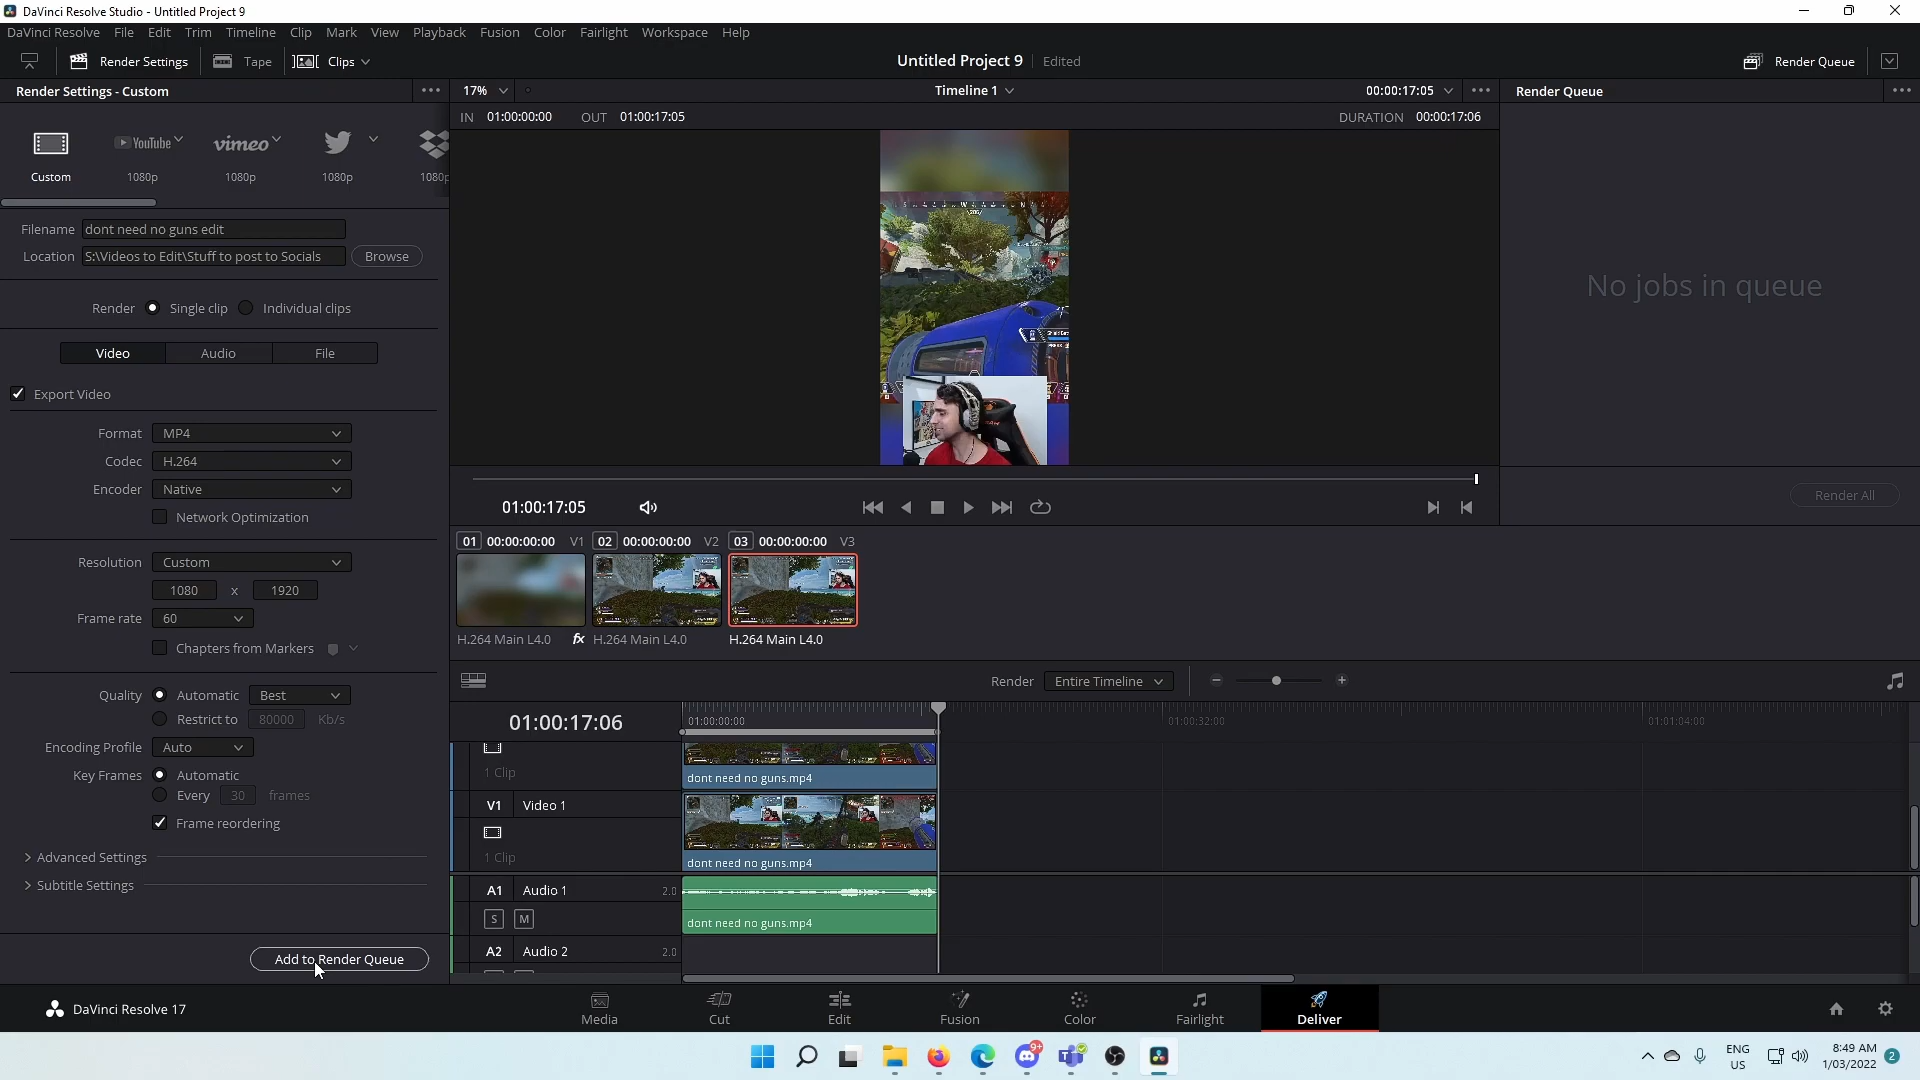 DaVinci Resolve Studio - Untitled Project 9
DaVinci Resolve File Edit Trim Timeline Clip Mark View Playback Fusion Color Fairlight Workspace Help
Render Settings Tape Clips Untitled Project 9 Edited Render Queue
Render Settings - Custom 17% Timeline 1 00:00:17:05 Render Queue
IN 01:00:00:00 OUT 01:00:17:05 DURATION 00:00:17:06
YouTube vimeo
Custom 1080p 1080p 1080p 1080p
Filename dont need no guns edit
Location S:\Videos to Edit\Stuff to post to Socials Browse
No jobs in queue
Render Single clip Individual clips
Video Audio File
Export Video
Format MP4
Codec H.264
Encoder Native
Render All
01:00:17:05
Network Optimization
01 00:00:00:00 V1 02 00:00:00:00 V2 03 00:00:00:00 V3
Resolution Custom
1080 x 1920
Frame rate 60
H.264 Main L4.0 fx H.264 Main L4.0 H.264 Main L4.0
Chapters from Markers
Render Entire Timeline
Quality Automatic Best
Restrict to 80000 Kb/s
01:00:17:06 01:00:00:00 01:00:32:00 01:01:04:00
Encoding Profile Auto
Key Frames Automatic
Every 30 frames
1 Clip dont need no guns.mp4
V1 Video 1
Frame reordering
Advanced Settings
1 Clip dont need no guns.mp4
Subtitle Settings
A1 Audio 1 2.0
S M dont need no guns.mp4
A2 Audio 2 2.0
Add to Render Queue
DaVinci Resolve 17 Media Cut Edit Fusion Color Fairlight Deliver
9+
ENG
US
8:49 AM
1/03/2022
2